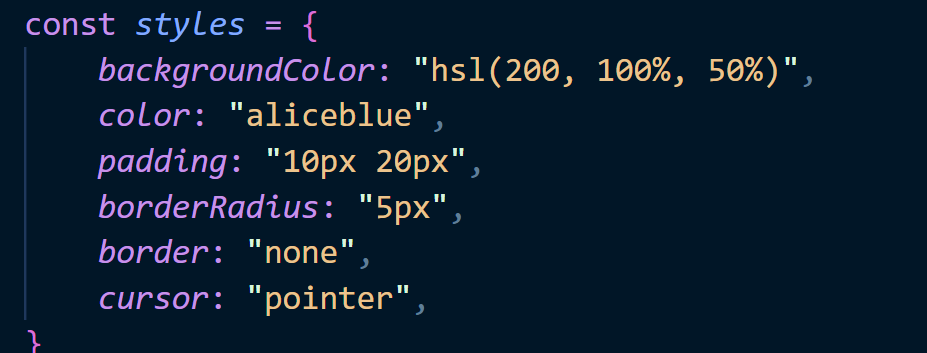 const styles = {
    backgroundColor: "hsl(200, 100%, 50%)",
    color: "aliceblue",
    padding: "10px 20px",
    borderRadius: "5px",
    border: "none",
    cursor: "pointer",
}